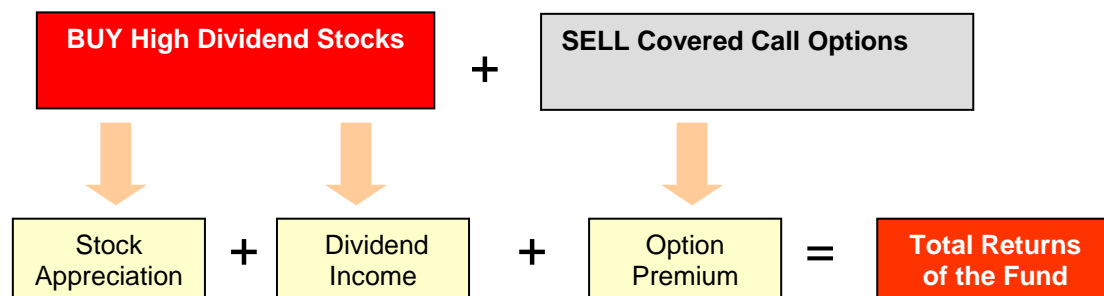 BUY High Dividend Stocks
+
SELL Covered Call Options
Stock
Appreciation
+
Dividend
Income
+
Option
Premium
=
Total Returns
of the Fund